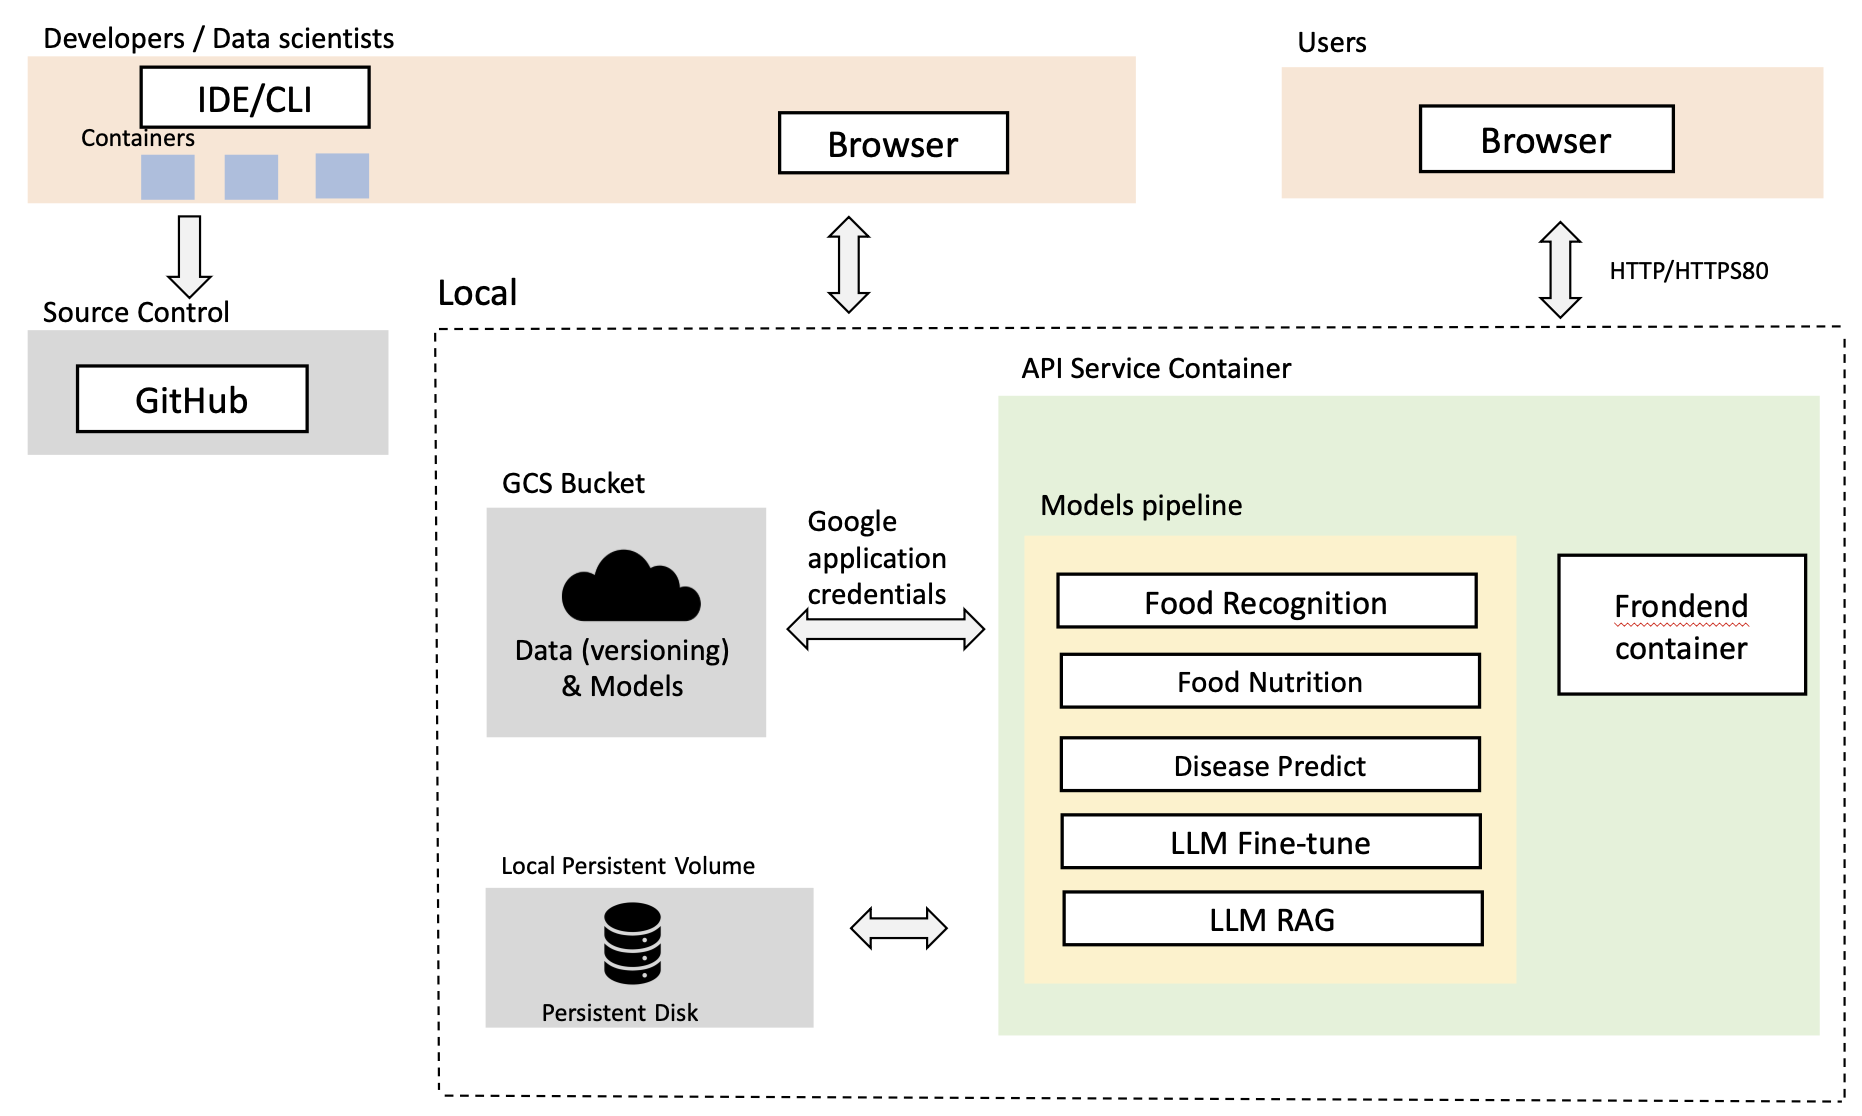 Developers / Data scientists
IDE/CLI
Containers
Browser
Users
Browser
HTTP/HTTPS80
Source Control
GitHub
Local
API Service Container
GCS Bucket
Data (versioning)
& Models
Google
application
credentials
Models pipeline
Food Recognition
Food Nutrition
Disease Predict
LLM Fine-tune
LLM RAG
Frondend
container
Local Persistent Volume
Persistent Disk